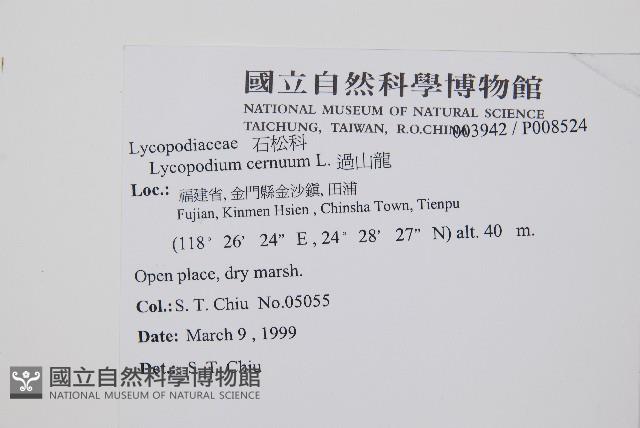 國立自然科學博物館
NATIONAL MUSEUM OF NATURAL SCIENCE
TAICHUNG, TAIWAN, R.O.CHINA 003942 / P008524
Lycopodiaceae 石松科
Lycopodium cernuum L. 過山龍
Loc.: 福建省, 金門縣金沙鎮, 田浦
Fujian, Kinmen Hsien , Chinsha Town, Tienpu
(118° 26' 24" E , 24° 28' 27" N) alt. 40 m.
Open place, dry marsh.
Col.: S. T. Chiu No.05055
Date: March 9 , 1999
Det.: S. T. Chiu
國立自然科學博物館
NATIONAL MUSEUM OF NATURAL SCIENCE